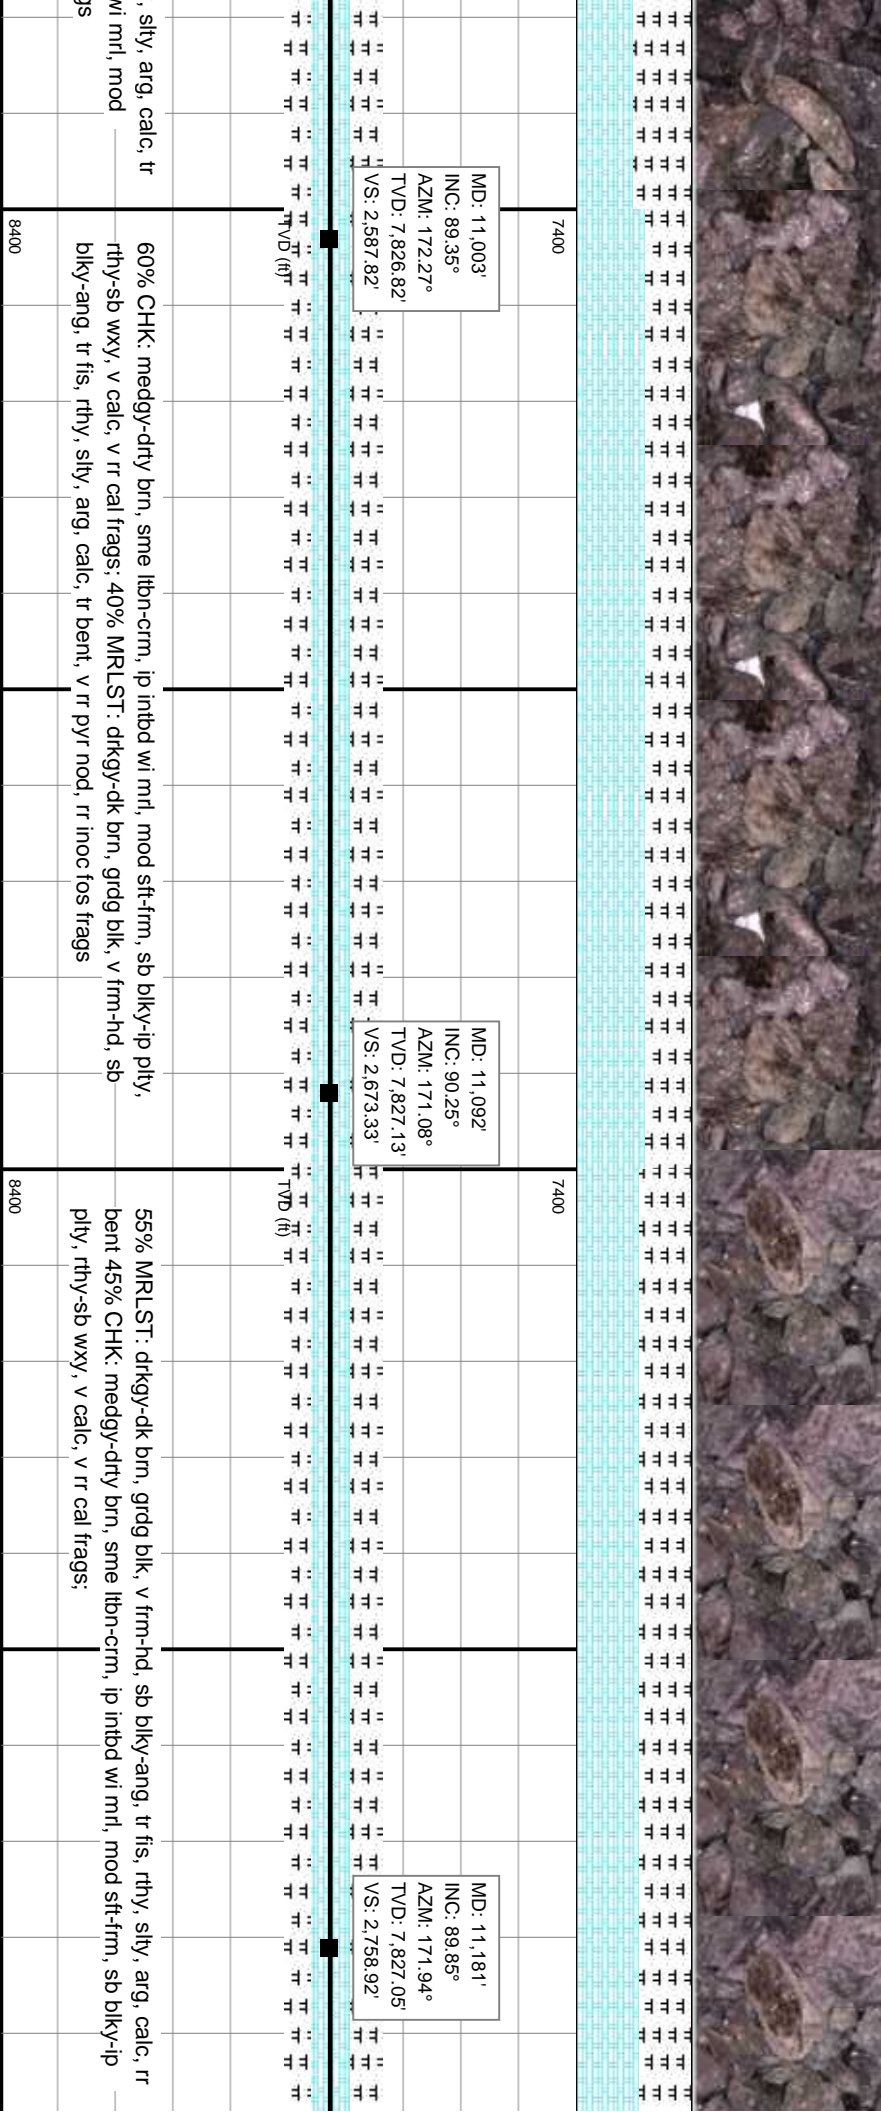 , slty, arg, calc, tr
wi mrl, mod
gs
7400
MD: 11,003'
INC: 89.35°
AZM: 172.27°
TVD: 7,826.82'
VS: 2,587.82'
TVD (ft)
60% CHK: medgy-drty brn, sme ltbn-crm, ip intbd wi mrl, mod sft-frm, sb blky-ip plty,
rthy-sb wxy, v calc, v rr cal frags; 40% MRLST: drkgy-dk brn, grdg blk, v frm-hd, sb
blky-ang, tr fis, rthy, slty, arg, calc, tr bent, v rr pyr nod, rr inoc fos frags
8400
MD: 11,092'
INC: 90.25°
AZM: 171.08°
TVD: 7,827.13'
VS: 2,673.33'
7400
TVD (ft)
55% MRLST: drkgy-dk brn, grdg blk, v frm-hd, sb blky-ang, tr fis, rthy, slty, arg, calc, rr
bent 45% CHK: medgy-drty brn, sme ltbn-crm, ip intbd wi mrl, mod sft-frm, sb blky-ip
plty, rthy-sb wxy, v calc, v rr cal frags;
8400
MD: 11,181'
INC: 89.85°
AZM: 171.94°
TVD: 7,827.05'
VS: 2,758.92'